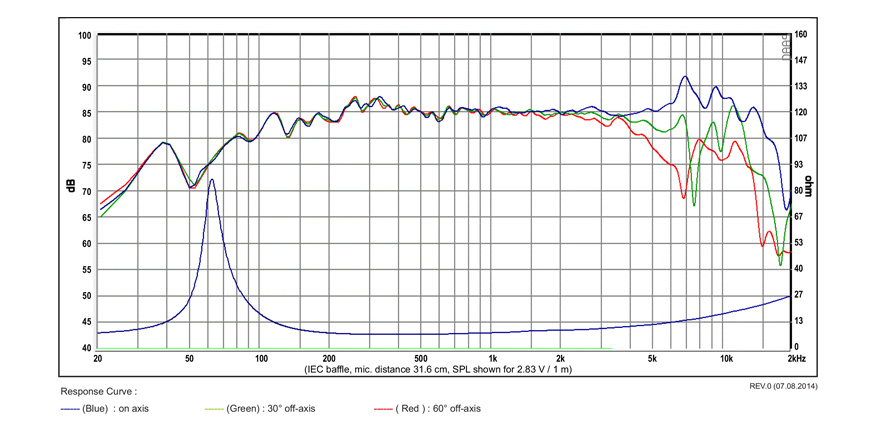 100 160
95 147
90 133
85 120
80 107
75 93
70 80
dB ohm
65 67
60 53
55 40
50 27
45 13
40 0
20 50 100 200 500 1k 2k 5k 10k 2kHz
(IEC baffle, mic. distance 31.6 cm, SPL shown for 2.83 V / 1 m)
REV.0 (07.08.2014)
Response Curve :
(Blue) : on axis (Green) : 30° off-axis ( Red ) : 60° off-axis